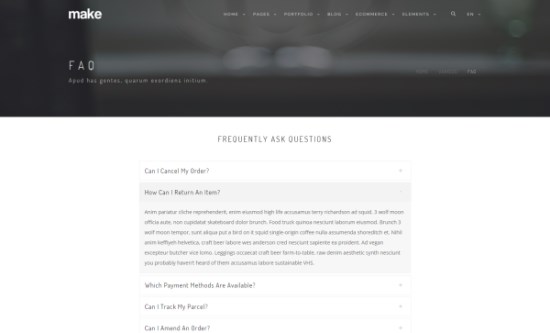 make
HOME PAGES PORTFOLIO BLOG ECOMMERCE ELEMENTS EN
FAQ
Apud has gentes, quarum exordiens initium.
FAQ
FREQUENTLY ASK QUESTIONS
Can I Cancel My Order?
How Can I Return An Item?
Anim pariatur cliche reprehenderit, enim eiusmod high life accusamus terry richardson ad squid. 3 wolf moon
officia aute, non cupidatat skateboard dolor brunch. Food truck quinoa nesciunt laborum eiusmod. Brunch 3
wolf moon tempor, sunt aliqua put a bird on it squid single-origin coffee nulla assumenda shoreditch et. Nihil
anim keffiyeh helvetica, craft beer labore wes anderson cred nesciunt sapiente ea proident. Ad vegan
excepteur butcher vice lomo. Leggings occaecat craft beer farm-to-table, raw denim aesthetic synth nesciunt
you probably haven't heard of them accusamus labore sustainable VHS.
Which Payment Methods Are Available?
Can I Track My Parcel?
Can I Amend An Order?